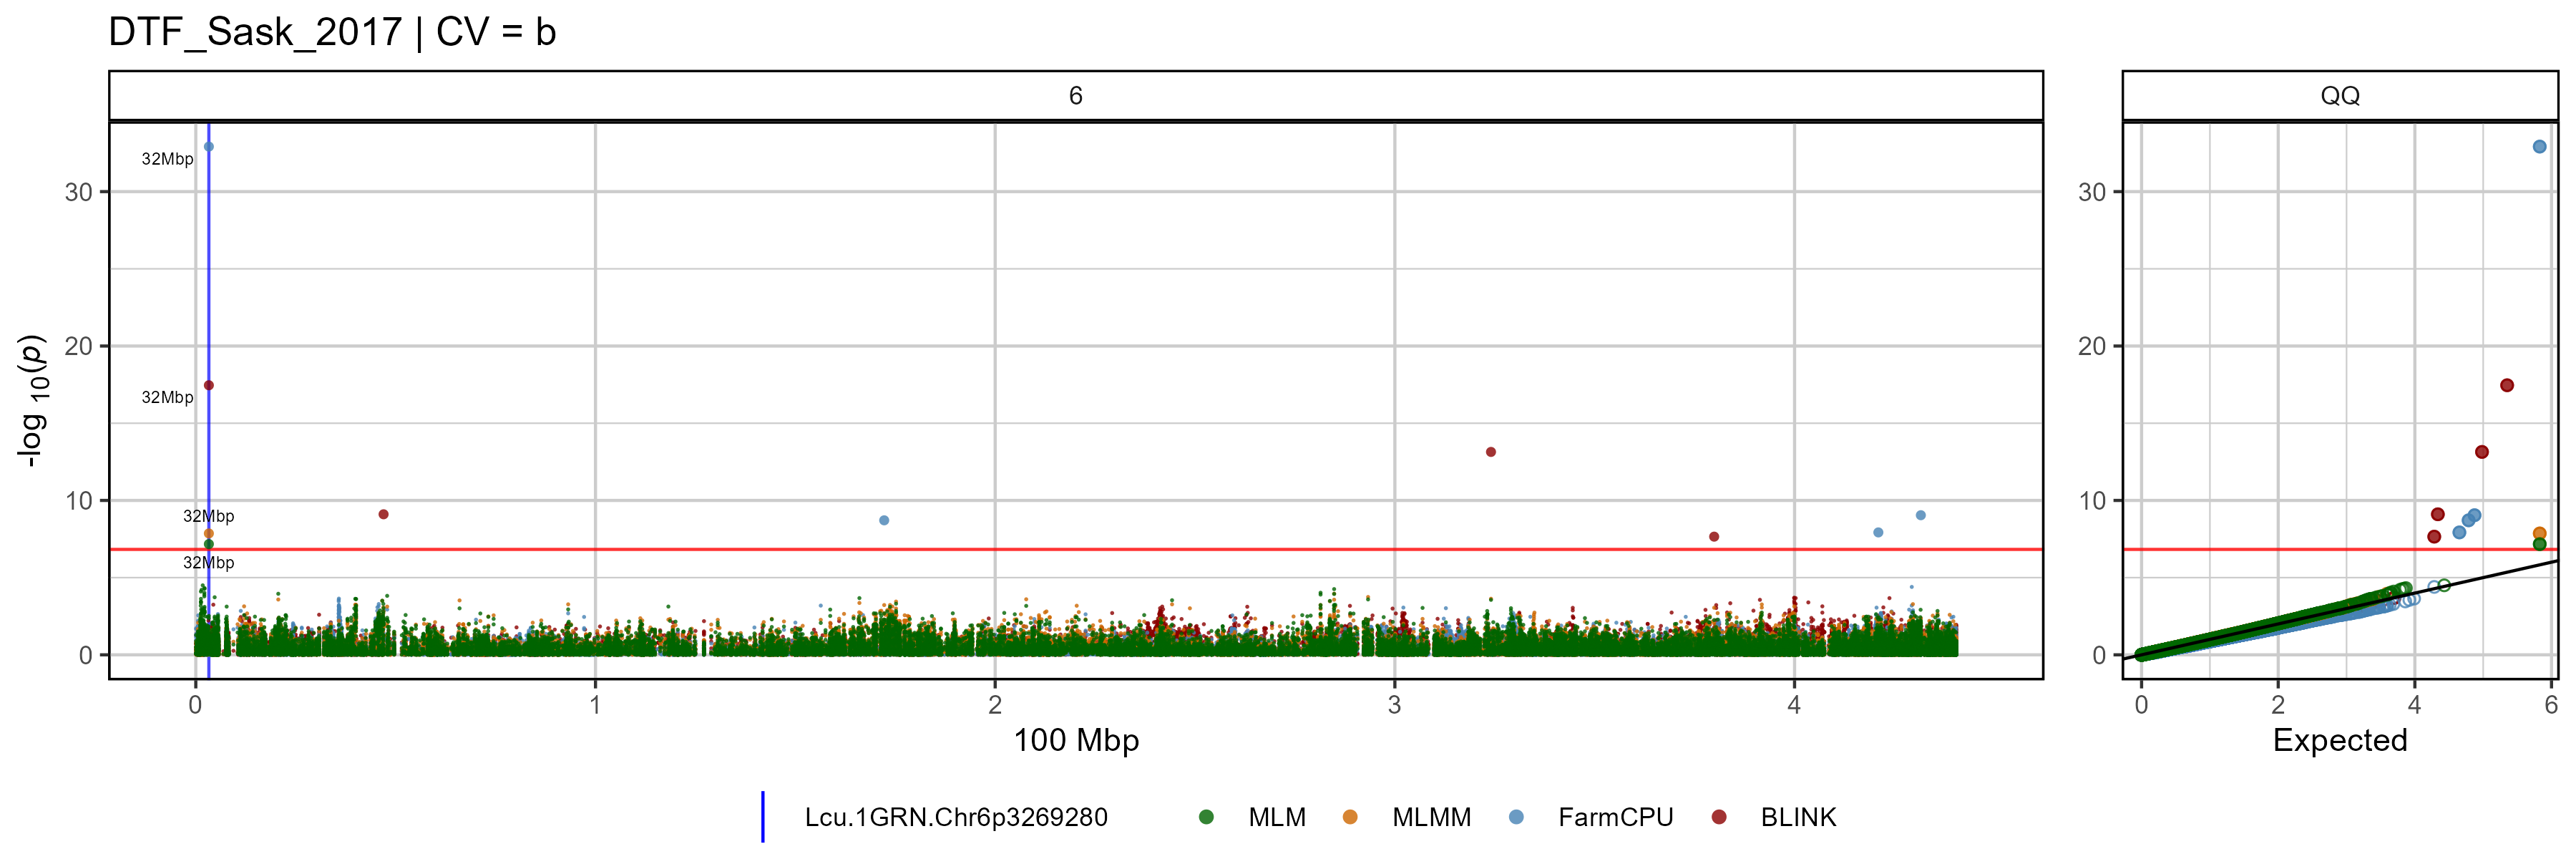 DTF_Sask_2017 | CV = b
6
QQ
-log 10(p)
30
20
10
0
32Mbp
32Mbp
32Mbp
32Mbp
0 1 2 3 4
100 Mbp
30
20
10
0
0 2 4 6
Expected
Lcu.1GRN.Chr6p3269280 MLM MLMM FarmCPU BLINK